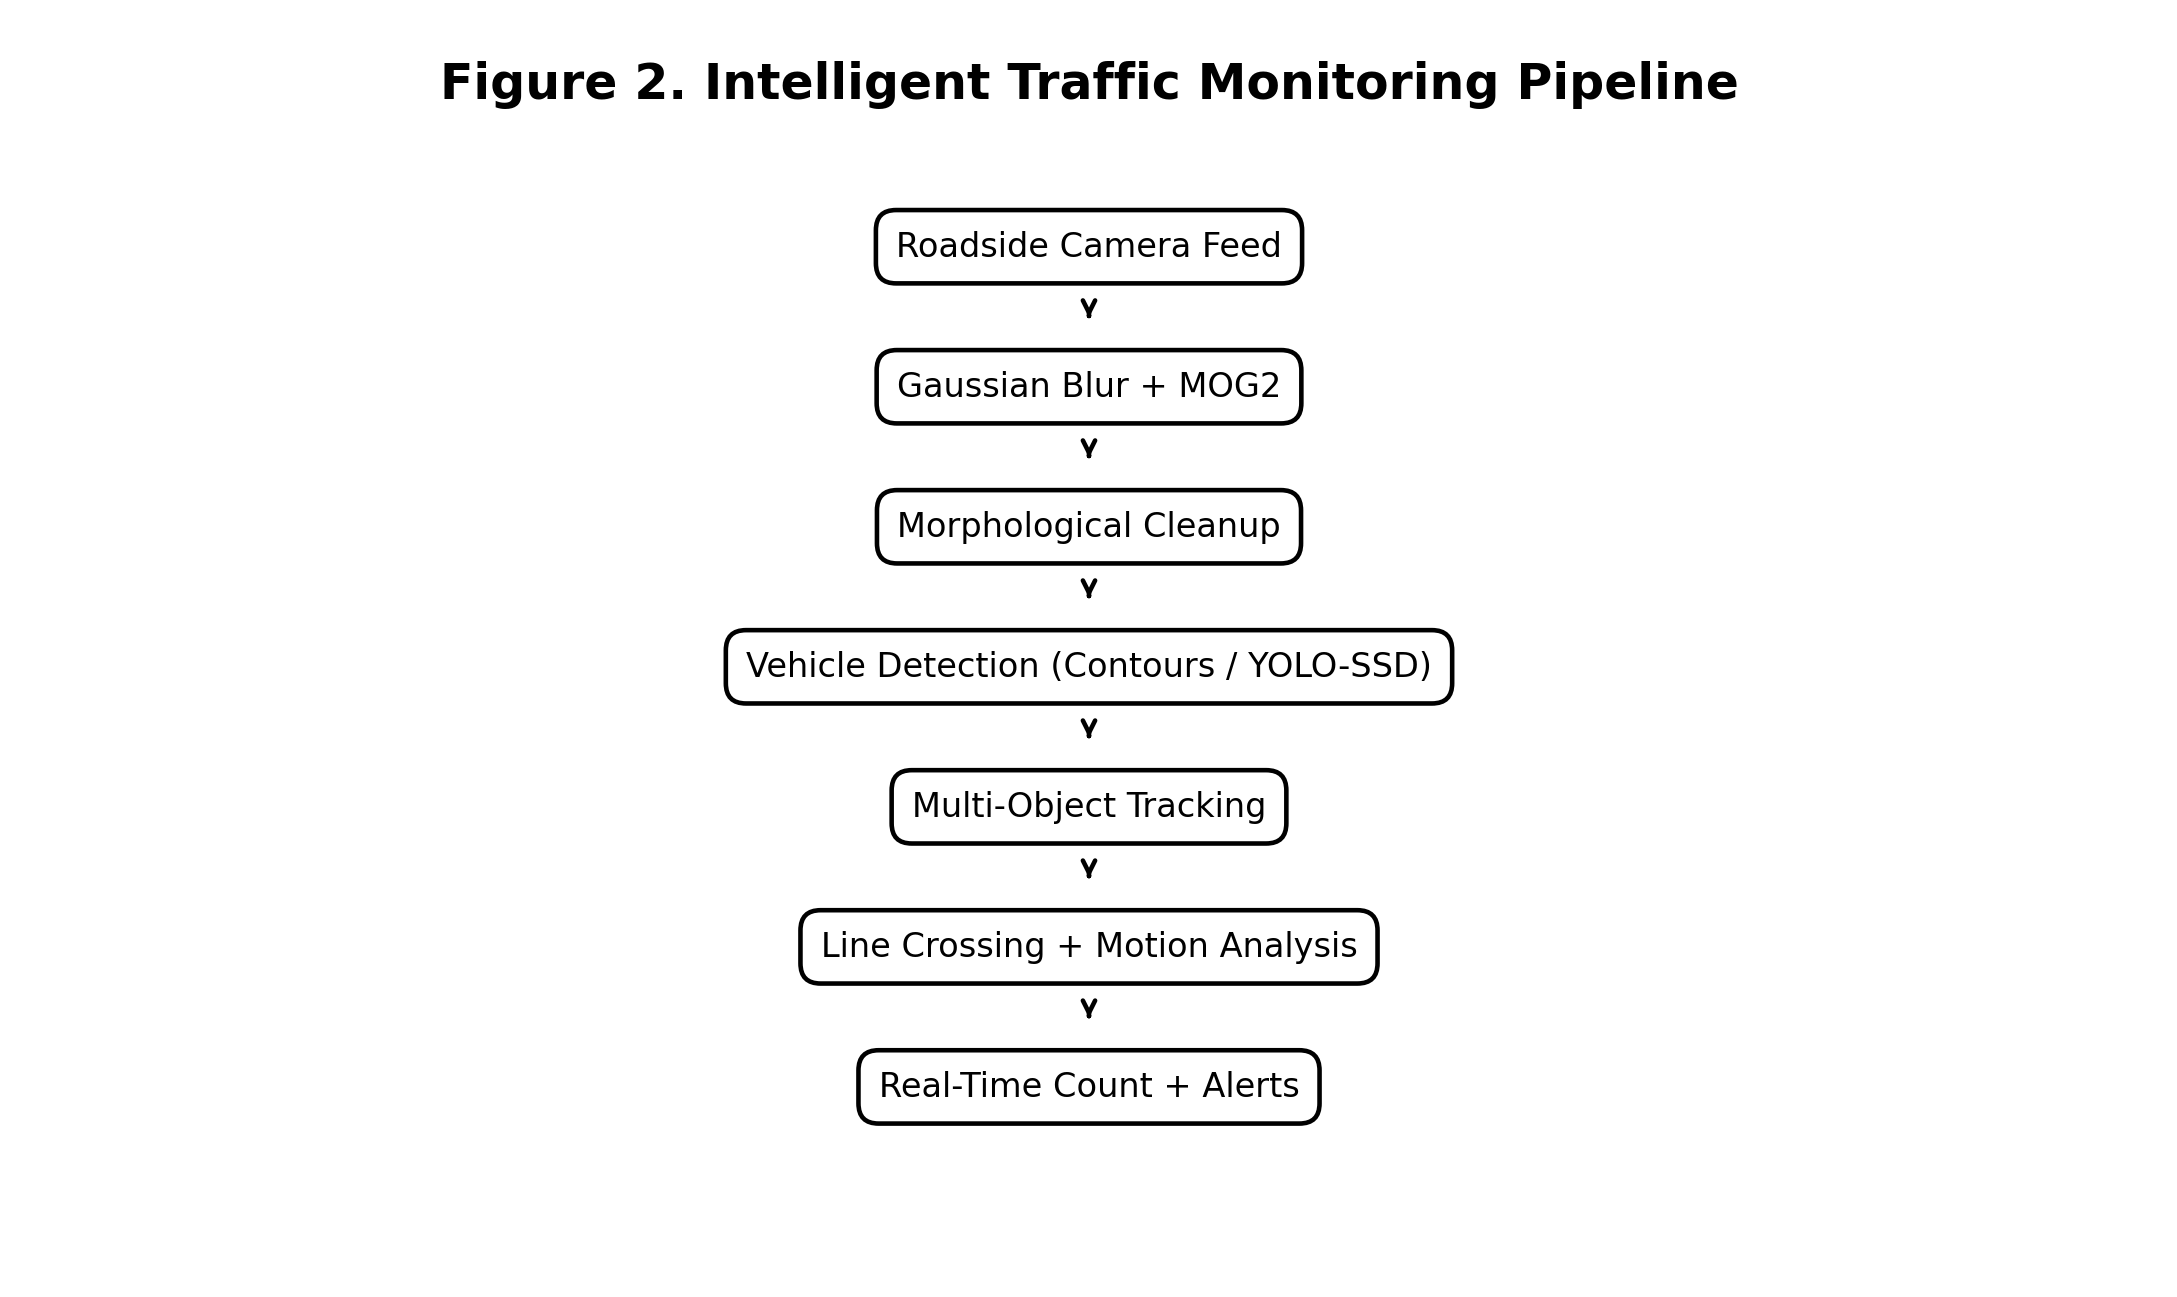 Figure 2. Intelligent Traffic Monitoring Pipeline
Roadside Camera Feed
Gaussian Blur + MOG2
Morphological Cleanup
Vehicle Detection (Contours / YOLO-SSD)
Multi-Object Tracking
Line Crossing + Motion Analysis
Real-Time Count + Alerts